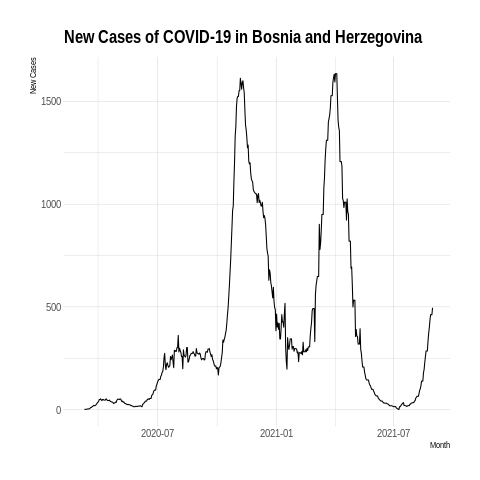 New Cases of COVID-19 in Bosnia and Herzegovina
New Cases
1500
1000
500
0
2020-07
2021-01
2021-07
Month